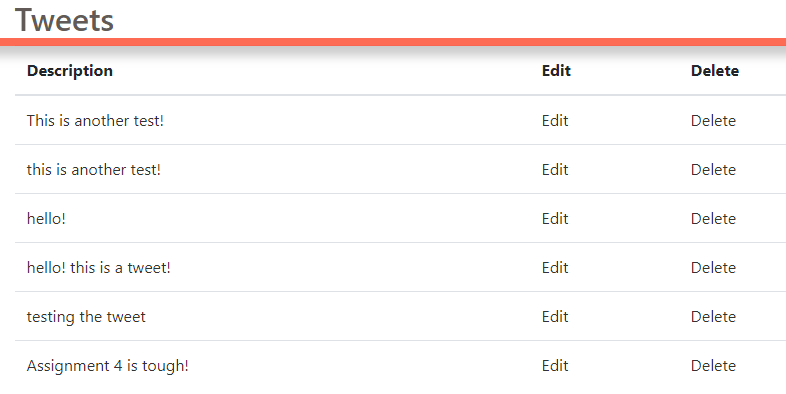 Tweets
Description Edit Delete
This is another test! Edit Delete
this is another test! Edit Delete
hello! Edit Delete
hello! this is a tweet! Edit Delete
testing the tweet Edit Delete
Assignment 4 is tough! Edit Delete